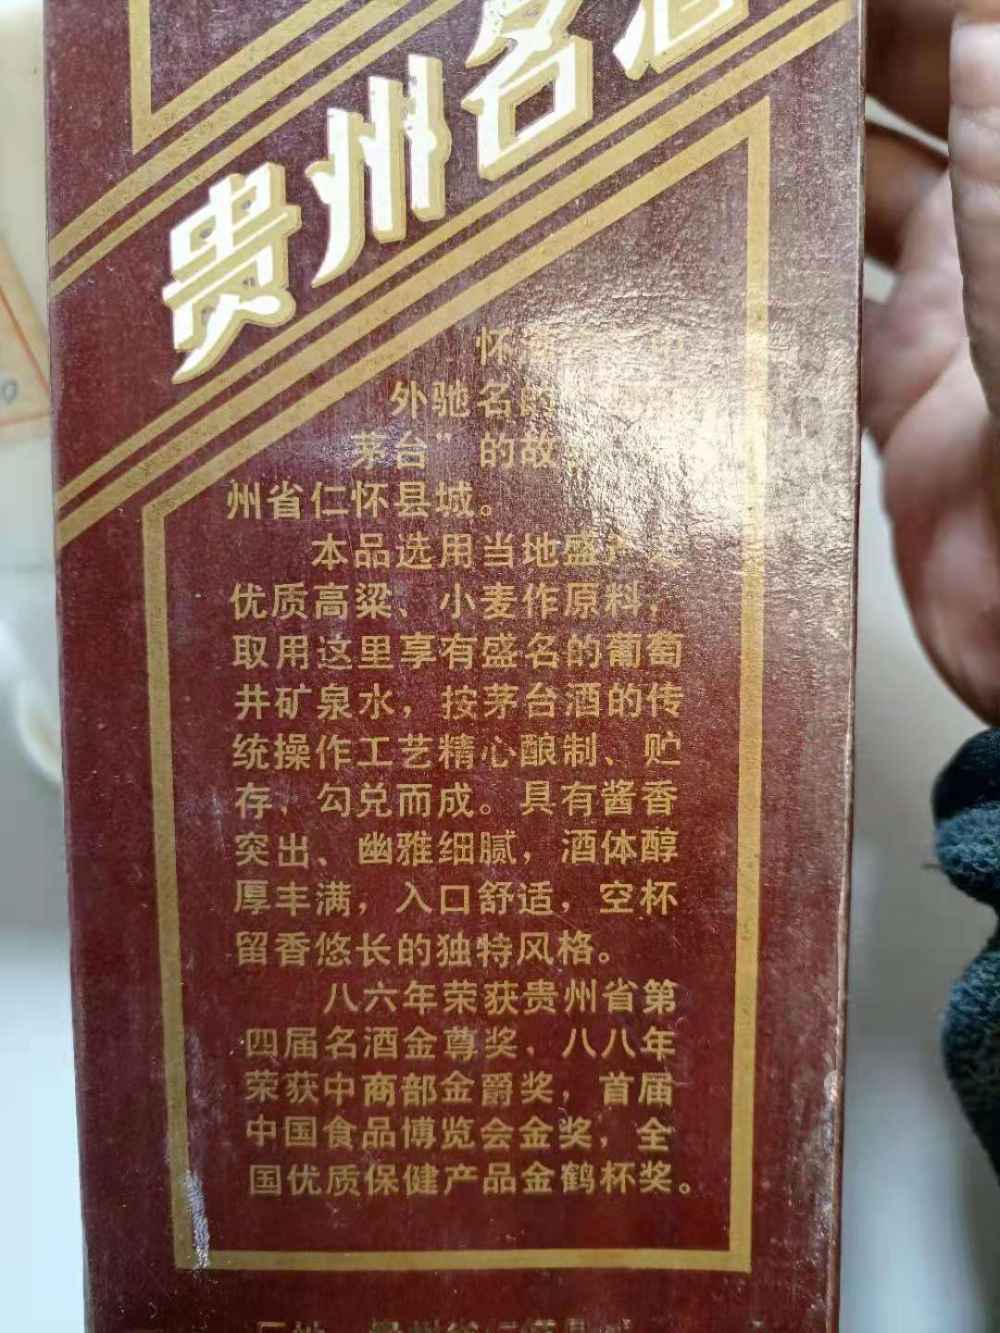 贵州名酒
怀
外驰名的
茅台”的故
州省仁怀县城。
本品选用当地盛产
优质高粱、小麦作原料，
取用这里享有盛名的葡萄
井矿泉水，按茅台酒的传
统操作工艺精心酿制、贮
存、勾兑而成。具有酱香
突出、幽雅细腻，酒体醇
厚丰满，入口舒适，空杯
留香悠长的独特风格。
八六年荣获贵州省第
四届名酒金尊奖，八八年
荣获中商部金爵奖，首届
中国食品博览会金奖，全
国优质保健产品金鹤杯奖。